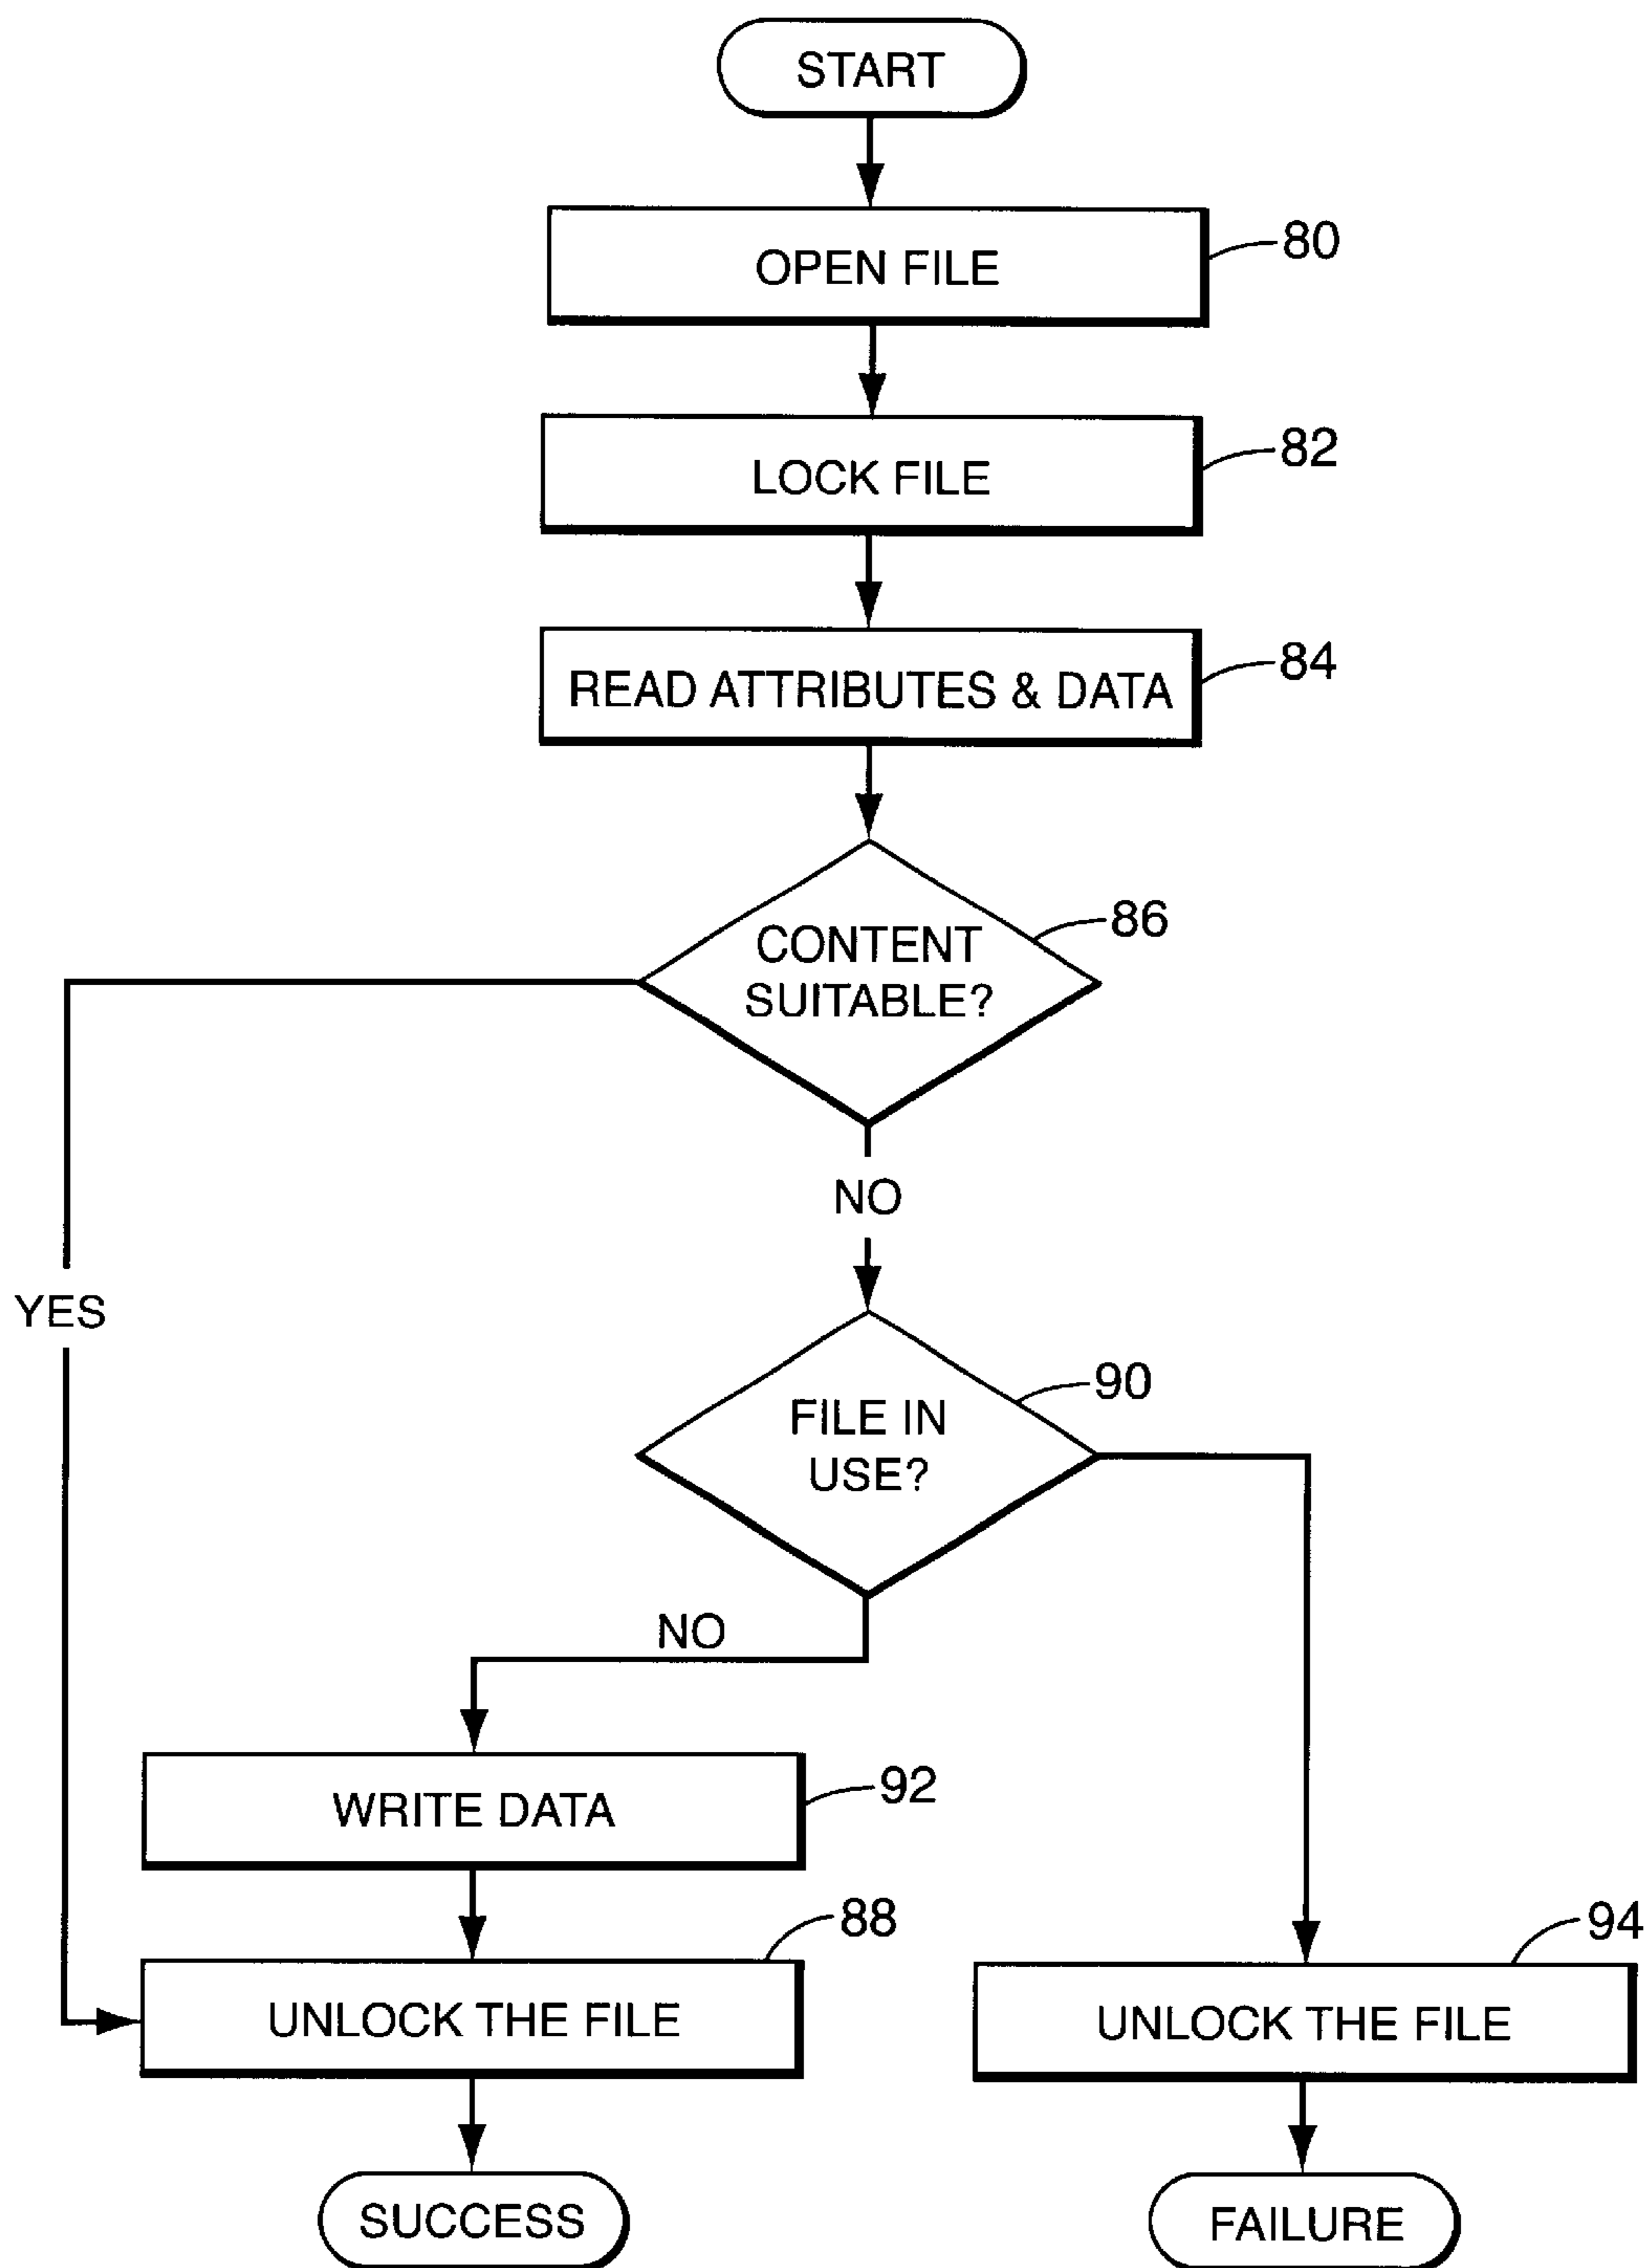 START
OPEN FILE
80
LOCK FILE
82
READ ATTRIBUTES & DATA
84
CONTENT
SUITABLE?
86
NO
YES
FILE IN
USE?
90
NO
WRITE DATA
92
UNLOCK THE FILE
88
UNLOCK THE FILE
94
SUCCESS
FAILURE